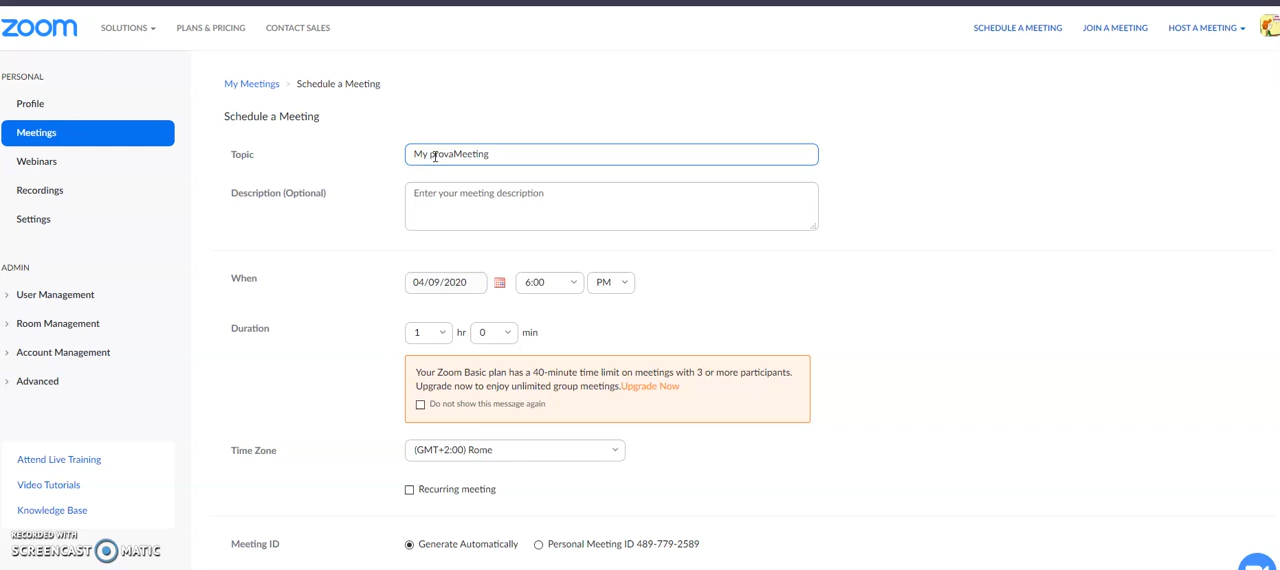 zoom SOLUTIONS PLANS & PRICING CONTACT SALES SCHEDULE A MEETING JOIN A MEETING HOST A MEETING
PERSONAL
Profile
Meetings
Webinars
Recordings
Settings
ADMIN
User Management
Room Management
Account Management
Advanced
Attend Live Training
Video Tutorials
Knowledge Base
RECORDED WITH
SCREENCAST MATIC
My Meetings > Schedule a Meeting
Schedule a Meeting
Topic My provaMeeting
Description (Optional) Enter your meeting description
When 04/09/2020 6:00 PM
Duration 1 hr 0 min
Your Zoom Basic plan has a 40-minute time limit on meetings with 3 or more participants.
Upgrade now to enjoy unlimited group meetings.Upgrade Now
Do not show this message again
Time Zone (GMT+2:00) Rome
Recurring meeting
Meeting ID Generate Automatically Personal Meeting ID 489-779-2589